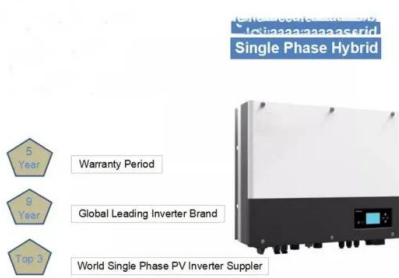 Single Phase Hybrid
5
Year
Warranty Period
9
Year
Global Leading Inverter Brand
Top 3
World Single Phase PV Inverter Suppler